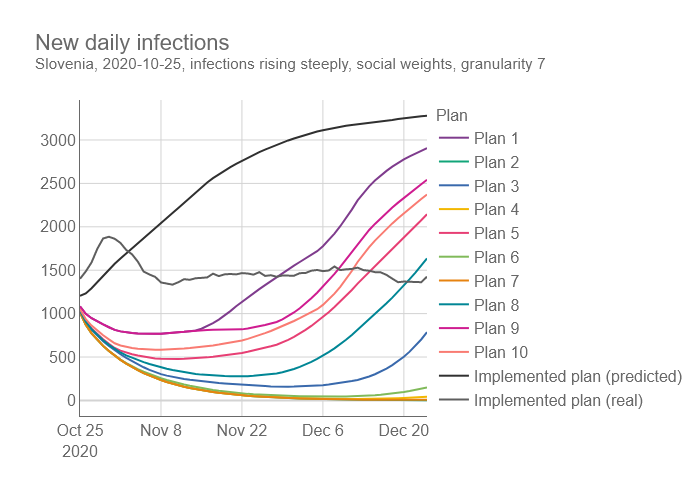 New daily infections
Slovenia, 2020-10-25, infections rising steeply, social weights, granularity 7
Plan
3000
2500
2000
1500
1000
500
0
Oct 25
2020
Nov 8
Nov 22
Dec 6
Dec 20
Plan 1
Plan 2
Plan 3
Plan 4
Plan 5
Plan 6
Plan 7
Plan 8
Plan 9
Plan 10
Implemented plan (predicted)
Implemented plan (real)